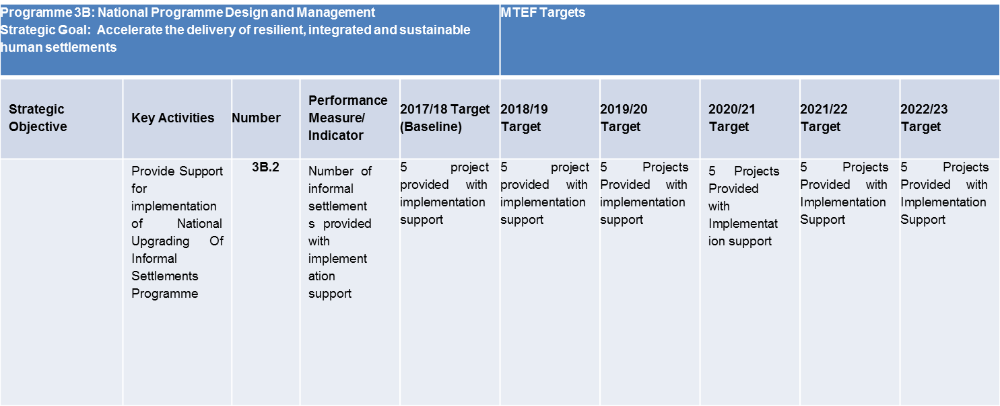 Programme 3B: National Programme Design and Management
Strategic Goal: Accelerate the delivery of resilient, integrated and sustainable
human settlements
MTEF Targets
Strategic
Objective
Key Activities
Number
Performance
Measure/
Indicator
2017/18 Target
(Baseline)
2018/19
Target
2019/20
Target
2020/21
Target
2021/22
Target
2022/23
Target
Provide Support
for
implementation
of National
Upgrading Of
Informal
Settlements
Programme
3B.2
Number of
informal
settlement
s provided
with
implement
ation
support
5 project
provided with
implementation
support
5 project
provided with
implementation
support
5 Projects
Provided with
implementation
support
5 Projects
Provided
with
Implementat
ion support
5 Projects
Provided with
Implementation
Support
5 Projects
Provided with
Implementation
Support